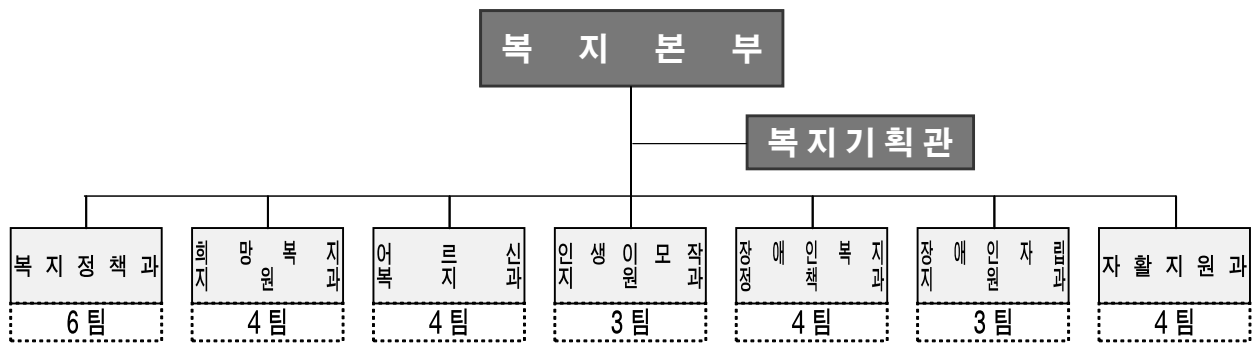 복 지 본 부
복지기획관
복지정책과
희망복지
지원과
어르신
복지과
인생이모작
지원과
장애인복지
정책과
장애인자립
지원과
자활지원과
6팀
4팀
4팀
3팀
4팀
3팀
4팀